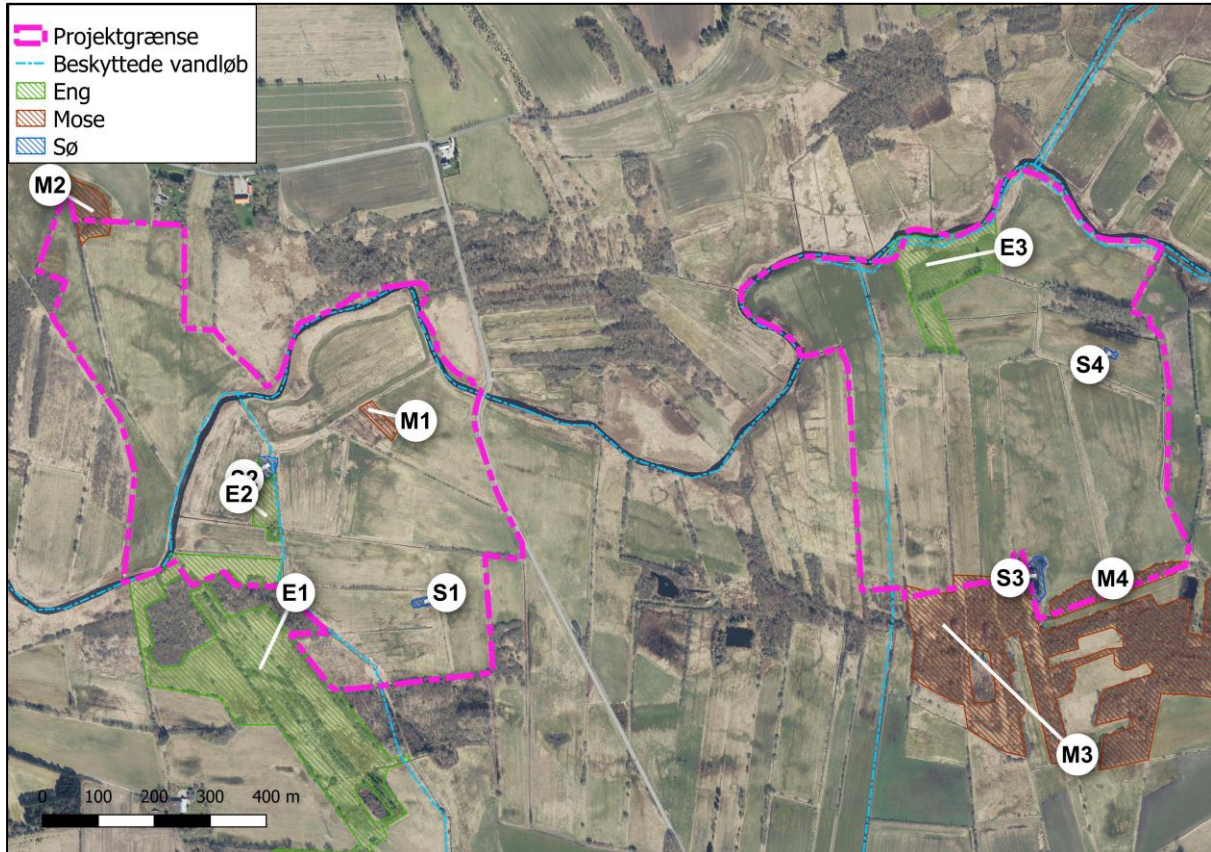 Projektgrænse
Beskyttede vandløb
Eng
Mose
Sø
M2
E3
S4
M1
E2
E1
S1
S3
M4
M3
0 100 200 300 400 m